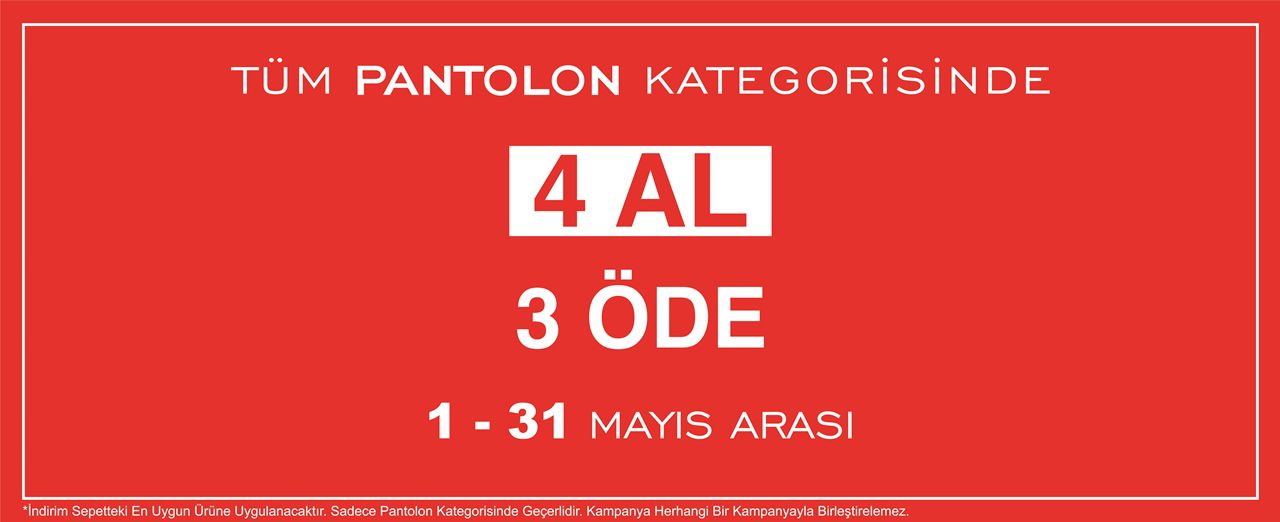 TÜM PANTOLON KATEGORİSİNDE
4 AL
3 ÖDE
1 - 31 MAYIS ARASI
*İndirim Sepetteki En Uygun Ürüne Uygulanacaktır. Sadece Pantolon Kategorisinde Geçerlidir. Kampanya Herhangi Bir Kampanyayla Birleştirelemez.